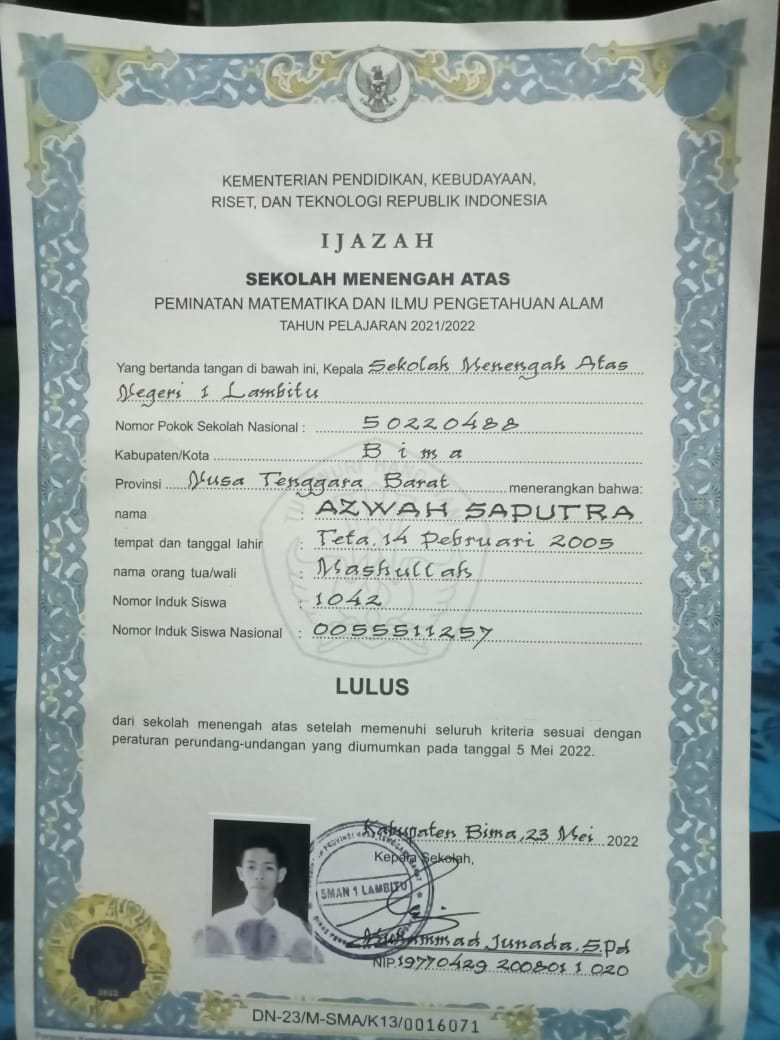 KEMENTERIAN PENDIDIKAN, KEBUDAYAAN,
RISET, DAN TEKNOLOGI REPUBLIK INDONESIA
IJAZAH
SEKOLAH MENENGAH ATAS
PEMINATAN MATEMATIKA DAN ILMU PENGETAHUAN ALAM
TAHUN PELAJARAN 2021/2022
Yang bertanda tangan di bawah ini, Kepala Sekolah Menengah Atas
Negeri 1 Lambitu
Nomor Pokok Sekolah Nasional : 50220488
Kabupaten/Kota Bima
Provinsi Nusa Tenggara Barat menerangkan bahwa:
nama : AZWAH SAPUTRA
tempat dan tanggal lahir : Teta, 14 Pebruari 2005
nama orang tua/wali : Mashullah
Nomor Induk Siswa : 1042
Nomor Induk Siswa Nasional : 0055511257
LULUS
dari sekolah menengah atas setelah memenuhi seluruh kriteria sesuai dengan
peraturan perundang-undangan yang diumumkan pada tanggal 5 Mei 2022.
Kabupaten Bima, 23 Mei 2022
Kepala Sekolah,
SMAN 1 LAMBITU
Muhammad Junada, S.Pd
NIP. 19770429 200801 1 020
2022
DN-23/M-SMA/K13/0016071